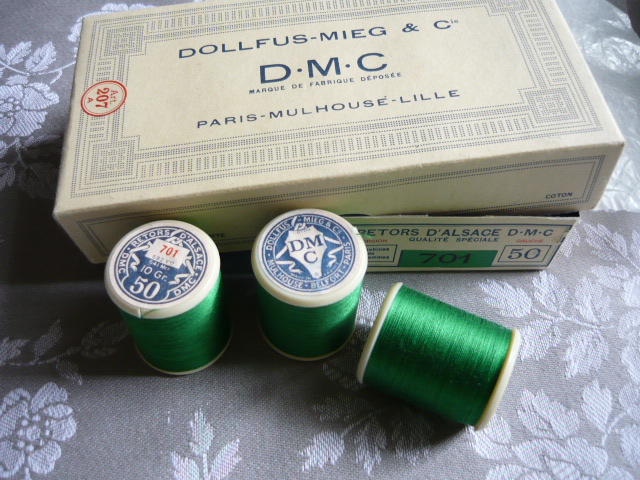 DOLLFUS-MIEG & Cie
D·M·C
MARQUE DE FABRIQUE DÉPOSÉE
PARIS-MULHOUSE-LILLE
Art.
207
A
COTON
RETORS D'ALSACE D·M·C
QUALITÉ SPÉCIALE
701
50
RETORS D'ALSACE
DMC
701
10 Gr.
50
DOLLFUS-MIEG & Cie
MULHOUSE-BELFORT-PARIS
DM
C